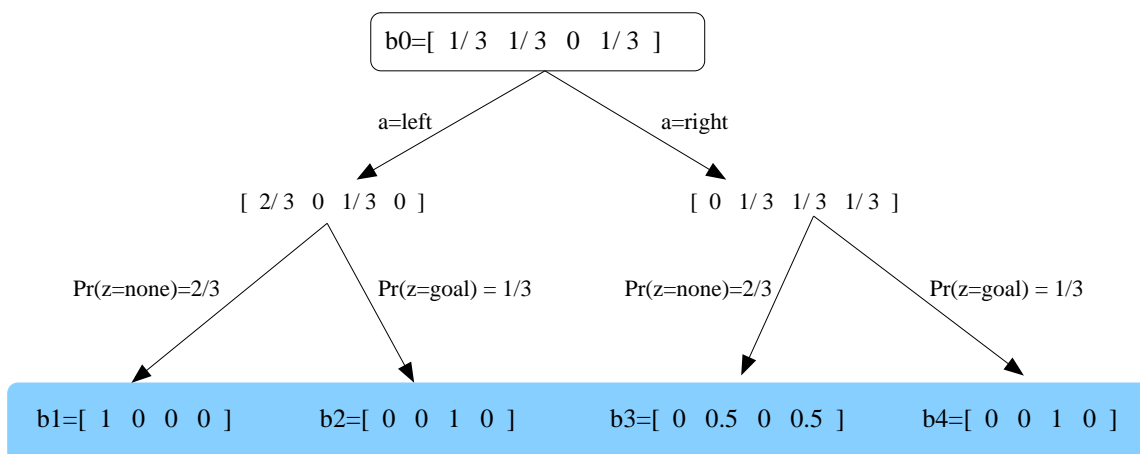 b0=[ 1/3 1/3 0 1/3 ]
a=left
a=right
[ 2/3 0 1/3 0 ]
[ 0 1/3 1/3 1/3 ]
Pr(z=none)=2/3
Pr(z=goal) = 1/3
Pr(z=none)=2/3
Pr(z=goal) = 1/3
b1=[ 1 0 0 0 ]
b2=[ 0 0 1 0 ]
b3=[ 0 0.5 0 0.5 ]
b4=[ 0 0 1 0 ]